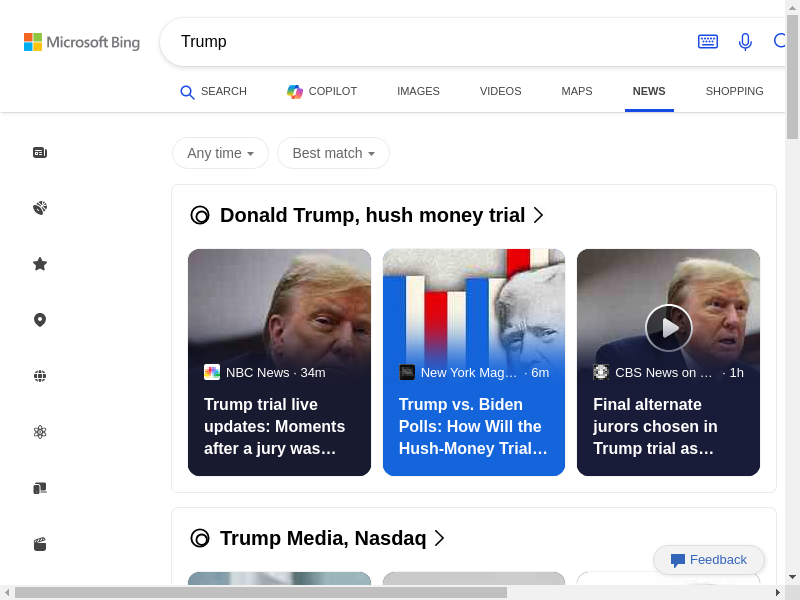 Microsoft Bing
Trump
SEARCH
COPILOT
IMAGES
VIDEOS
MAPS
NEWS
SHOPPING
Any time
Best match
Donald Trump, hush money trial
NBC News · 34m
Trump trial live
updates: Moments
after a jury was…
New York Mag… · 6m
Trump vs. Biden
Polls: How Will the
Hush-Money Trial…
CBS News on … · 1h
Final alternate
jurors chosen in
Trump trial as…
Trump Media, Nasdaq
Feedback